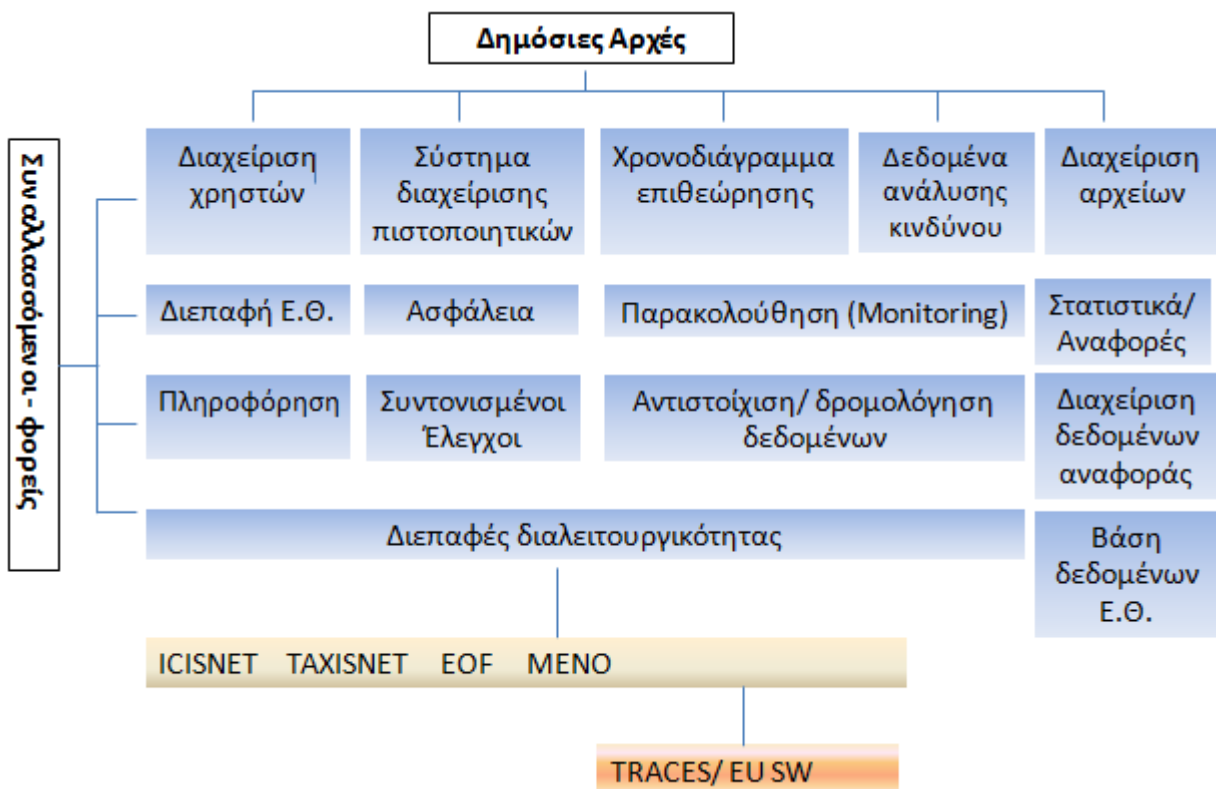 Δημόσιες Αρχές
Συναλλασσόμενοι - φορείς
Διαχείριση
χρηστών
Σύστημα
διαχείρισης
πιστοποιητικών
Χρονοδιάγραμμα
επιθεώρησης
Δεδομένα
ανάλυσης
κινδύνου
Διαχείριση
αρχείων
Διεπαφή Ε.Θ.
Ασφάλεια
Παρακολούθηση (Monitoring)
Στατιστικά/
Αναφορές
Πληροφόρηση
Συντονισμένοι
Έλεγχοι
Αντιστοίχιση/ δρομολόγηση
δεδομένων
Διαχείριση
δεδομένων
αναφοράς
Διεπαφές διαλειτουργικότητας
Βάση
δεδομένων
Ε.Θ.
ICISNET TAXISNET EOF MENO
TRACES/ EU SW